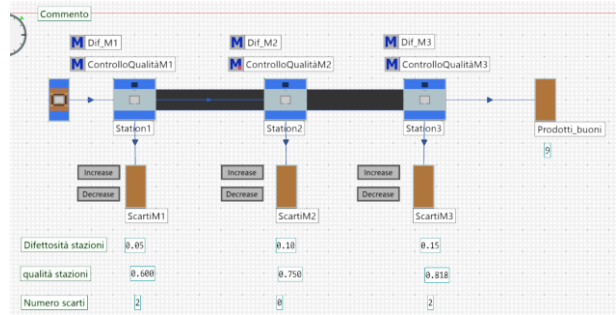 Commento
M Dif_M1
M Dif_M2
M Dif_M3
M ControlloQualitàM1
M ControlloQualitàM2
M ControlloQualitàM3
Station1
Station2
Station3
Prodotti_buoni
9
Increase
Increase
Increase
Decrease
Decrease
Decrease
ScartiM1
ScartiM2
ScartiM3
Difettosità stazioni 0.05 0.10 0.15
qualità stazioni 0.600 0.750 0.818
Numero scarti 2 0 2